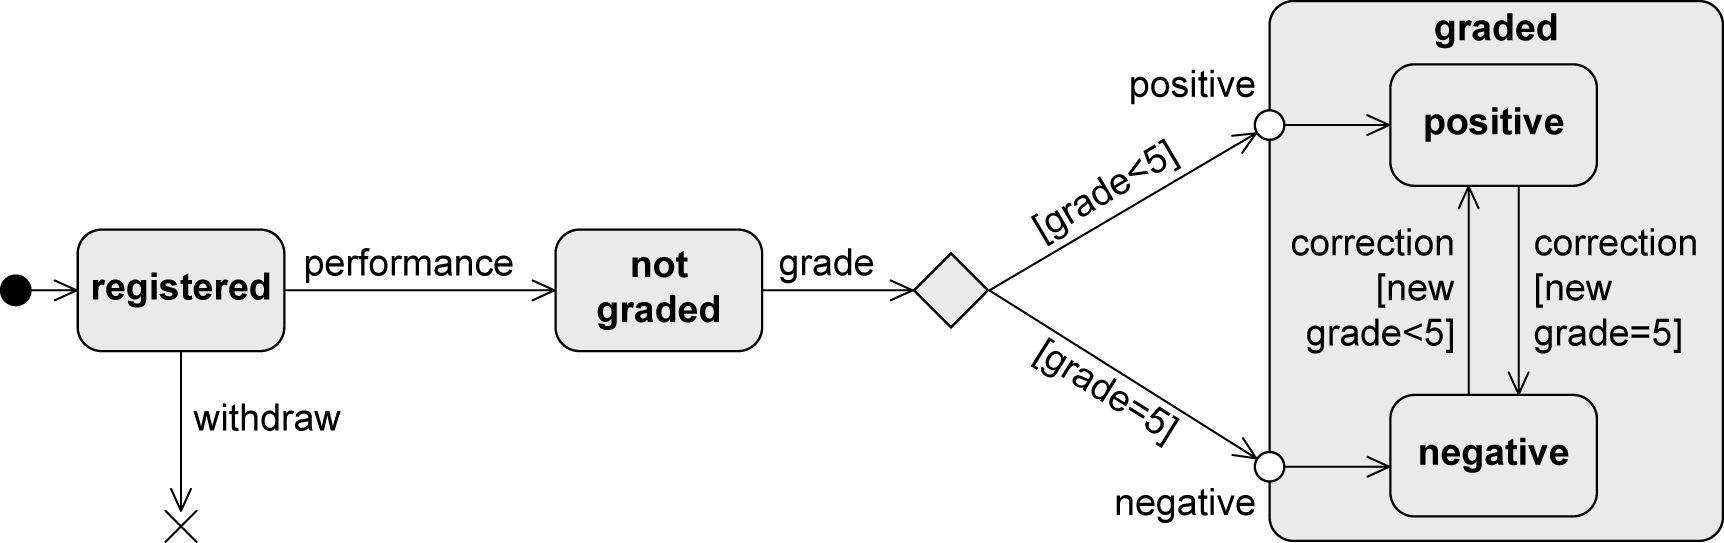 graded
positive
positive
[grade<5]
registered
performance
not
graded
grade
correction
[new
grade<5]
correction
[new
grade=5]
[grade=5]
withdraw
negative
negative